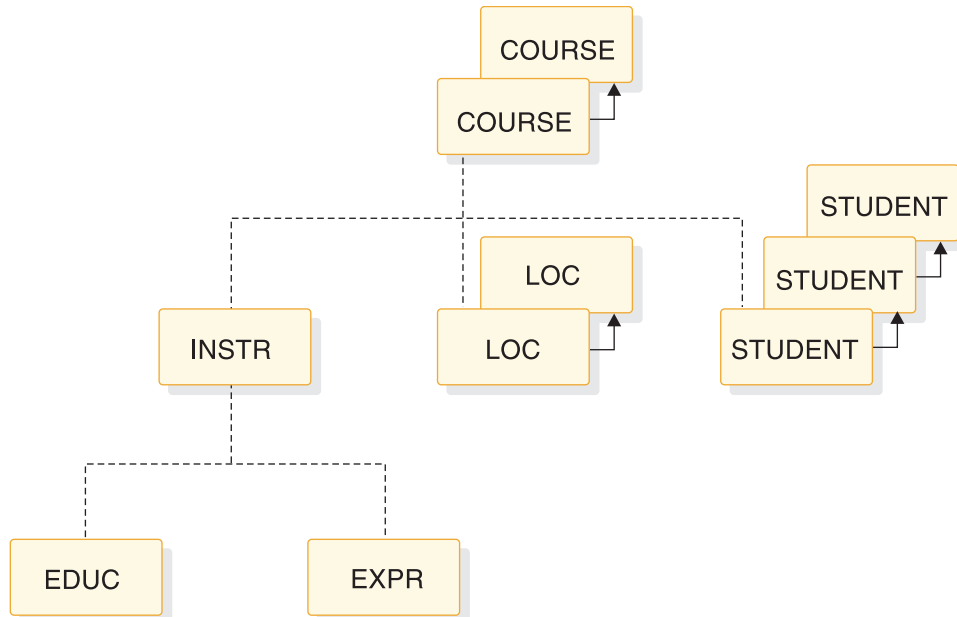 COURSE
COURSE
STUDENT
STUDENT
LOC
INSTR
LOC
STUDENT
EDUC
EXPR